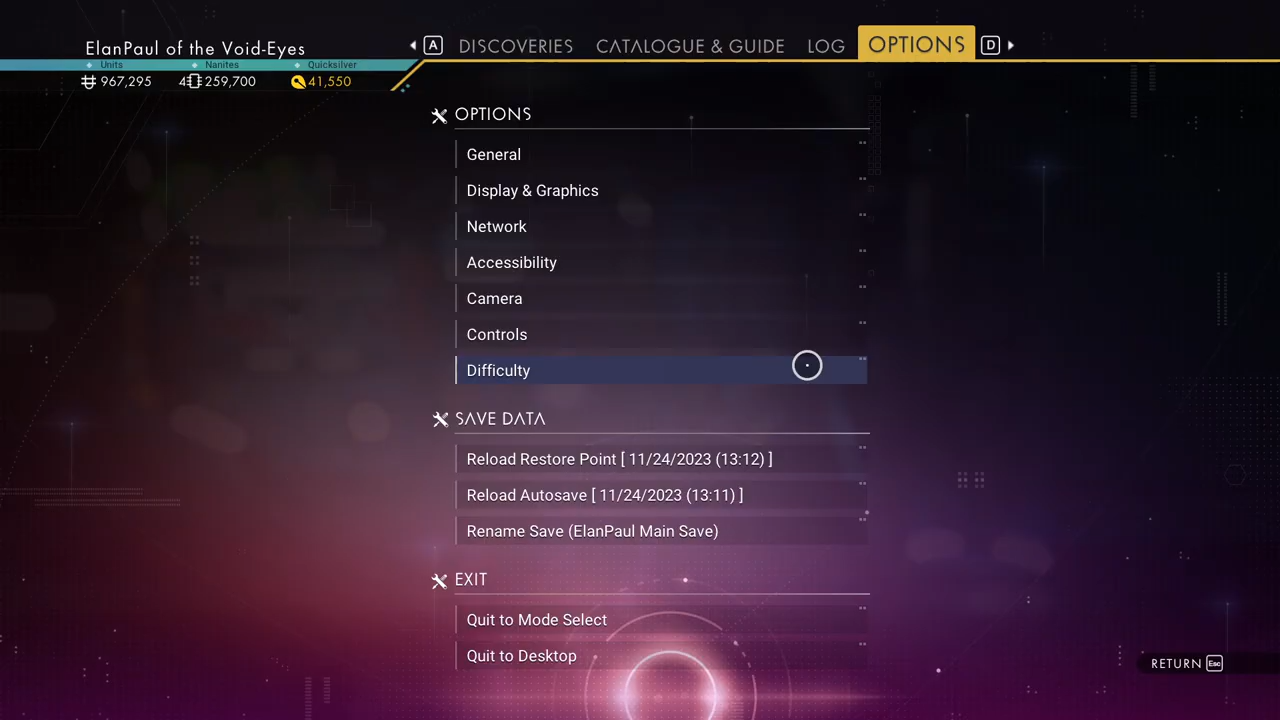 ElanPaul of the Void-Eyes
A DISCOVERIES CATALOGUE & GUIDE LOG OPTIONS D
Units Nanites Quicksilver
967,295 259,700 41,550
OPTIONS
General
Display & Graphics
Network
Accessibility
Camera
Controls
Difficulty
SAVE DATA
Reload Restore Point [ 11/24/2023 (13:12) ]
Reload Autosave [ 11/24/2023 (13:11) ]
Rename Save (ElanPaul Main Save)
EXIT
Quit to Mode Select
Quit to Desktop
RETURN Esc